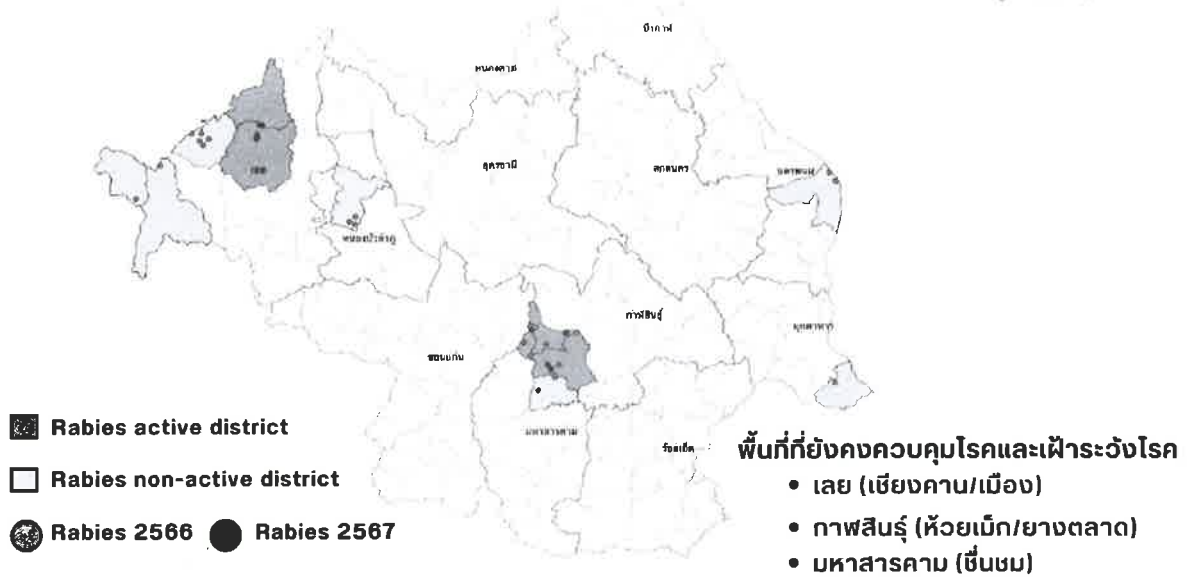 บึงกาฬ
หนองคาย
อุดรธานี
สกลนคร
นครพนม
เลย
หนองบัวลำภู
กาฬสินธุ์
มุกดาหาร
ขอนแก่น
มหาสารคาม
ร้อยเอ็ด
Rabies active district
Rabies non-active district
Rabies 2566 Rabies 2567
พื้นที่ที่ยังคงควบคุมโรคและเฝ้าระวังโรค
• เลย (เชียงคาน/เมือง)
• กาฬสินธุ์ (ห้วยเม็ก/ยางตลาด)
• มหาสารคาม (ชื่นชม)